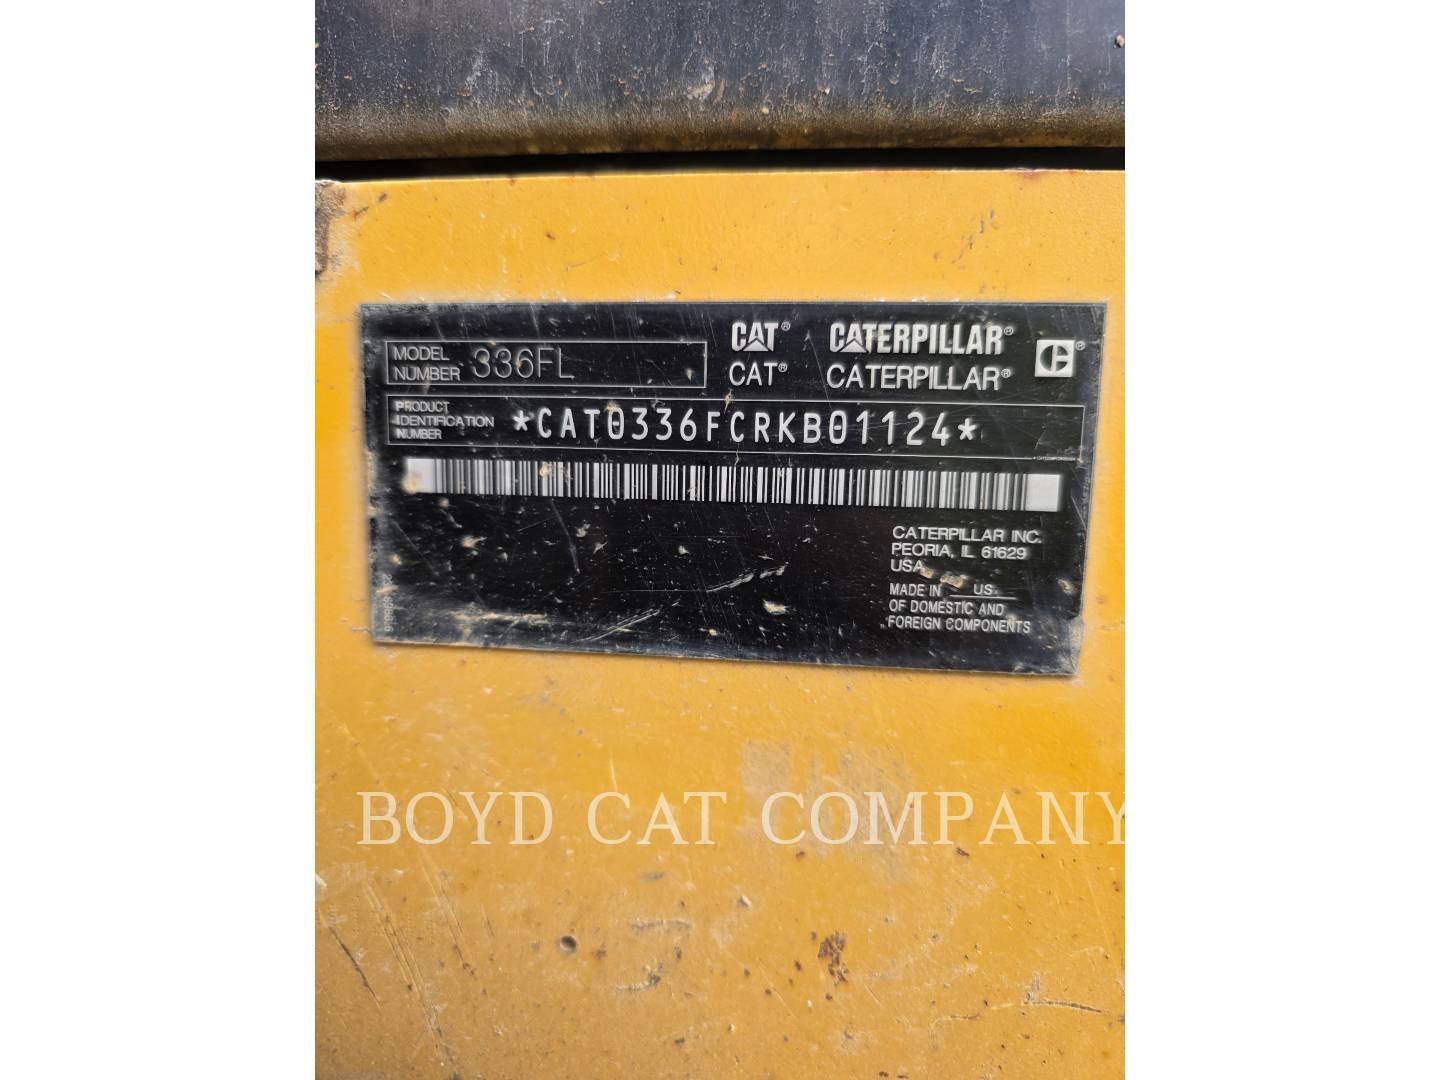 MODEL NUMBER 336FL
CAT® CATERPILLAR®
CAT® CATERPILLAR®
PRODUCT IDENTIFICATION NUMBER *CAT0336FCRKB01124*
CATERPILLAR INC.
PEORIA, IL 61629
USA
MADE IN US
OF DOMESTIC AND
FOREIGN COMPONENTS
BOYD CAT COMPANY